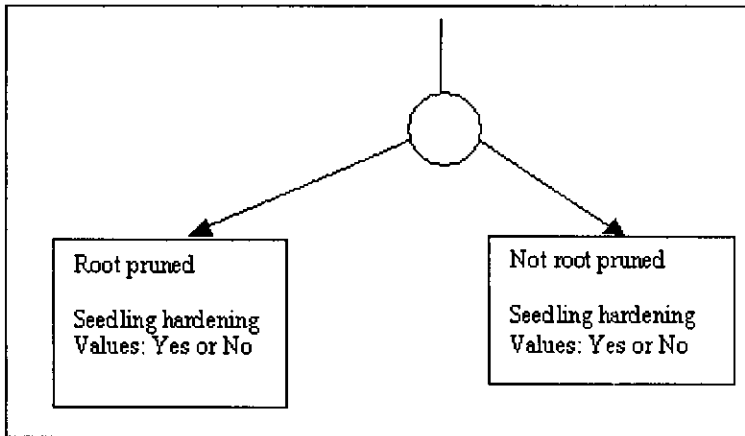 Root pruned
Seedling hardening
Values: Yes or No
Not root pruned
Seedling hardening
Values: Yes or No